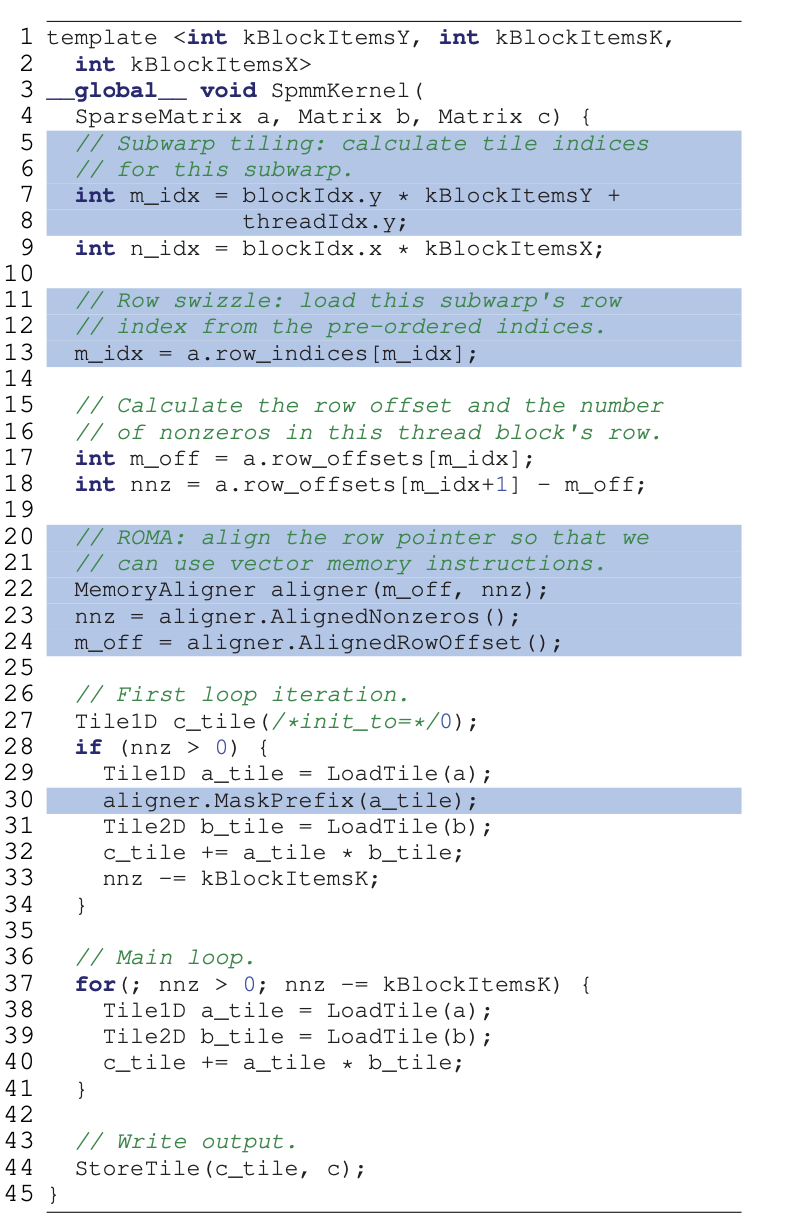 1 template <int kBlockItemsY, int kBlockItemsK,
2   int kBlockItemsX>
3 __global__ void SpmmKernel(
4   SparseMatrix a, Matrix b, Matrix c) {
5   // Subwarp tiling: calculate tile indices
6   // for this subwarp.
7   int m_idx = blockIdx.y * kBlockItemsY +
8               threadIdx.y;
9   int n_idx = blockIdx.x * kBlockItemsX;
10
11   // Row swizzle: load this subwarp's row
12   // index from the pre-ordered indices.
13   m_idx = a.row_indices[m_idx];
14
15   // Calculate the row offset and the number
16   // of nonzeros in this thread block's row.
17   int m_off = a.row_offsets[m_idx];
18   int nnz = a.row_offsets[m_idx+1] - m_off;
19
20   // ROMA: align the row pointer so that we
21   // can use vector memory instructions.
22   MemoryAligner aligner(m_off, nnz);
23   nnz = aligner.AlignedNonzeros();
24   m_off = aligner.AlignedRowOffset();
25
26   // First loop iteration.
27   Tile1D c_tile(/*init_to=*/0);
28   if (nnz > 0) {
29     Tile1D a_tile = LoadTile(a);
30     aligner.MaskPrefix(a_tile);
31     Tile2D b_tile = LoadTile(b);
32     c_tile += a_tile * b_tile;
33     nnz -= kBlockItemsK;
34   }
35
36   // Main loop.
37   for(; nnz > 0; nnz -= kBlockItemsK) {
38     Tile1D a_tile = LoadTile(a);
39     Tile2D b_tile = LoadTile(b);
40     c_tile += a_tile * b_tile;
41   }
42
43   // Write output.
44   StoreTile(c_tile, c);
45 }